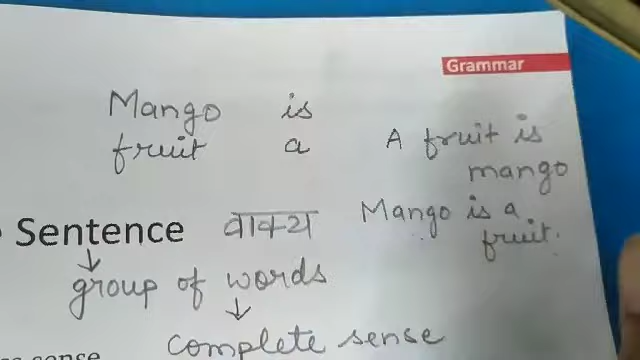 Grammar
Mango is
fruit a
A fruit is
mango
Sentence वाक्य
Mango is a
fruit.
group of words
complete sense